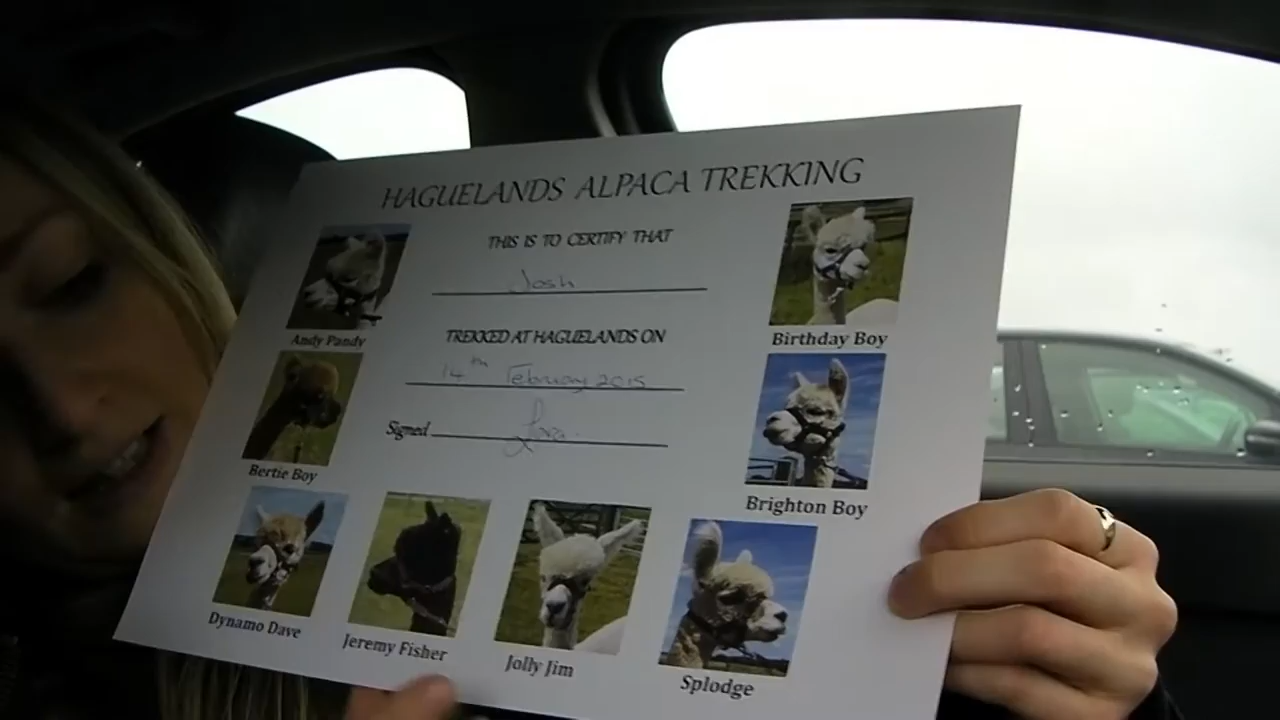 HAGUELANDS ALPACA TREKKING
THIS IS TO CERTIFY THAT
Josh
TREKKED AT HAGUELANDS ON
14th February 2015
Signed
Andy Pandy
Birthday Boy
Bertie Boy
Brighton Boy
Dynamo Dave
Jeremy Fisher
Jolly Jim
Splodge